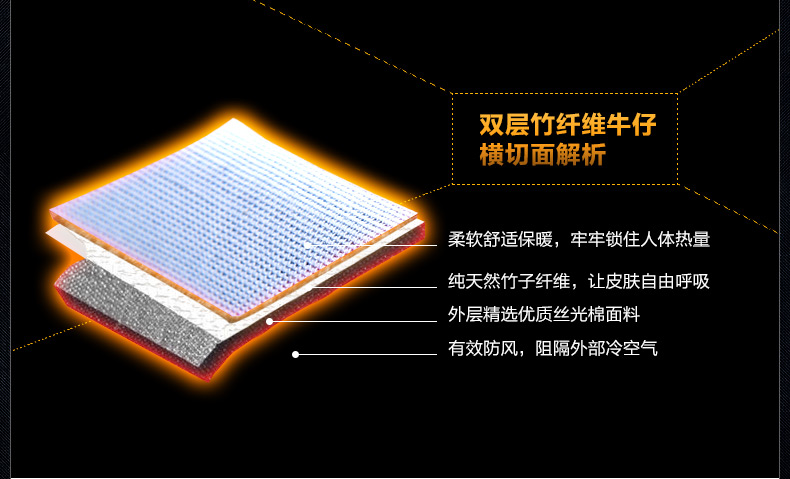 双层竹纤维牛仔
横切面解析
柔软舒适保暖，牢牢锁住人体热量
纯天然竹子纤维，让皮肤自由呼吸
外层精选优质丝光棉面料
有效防风，阻隔外部冷空气